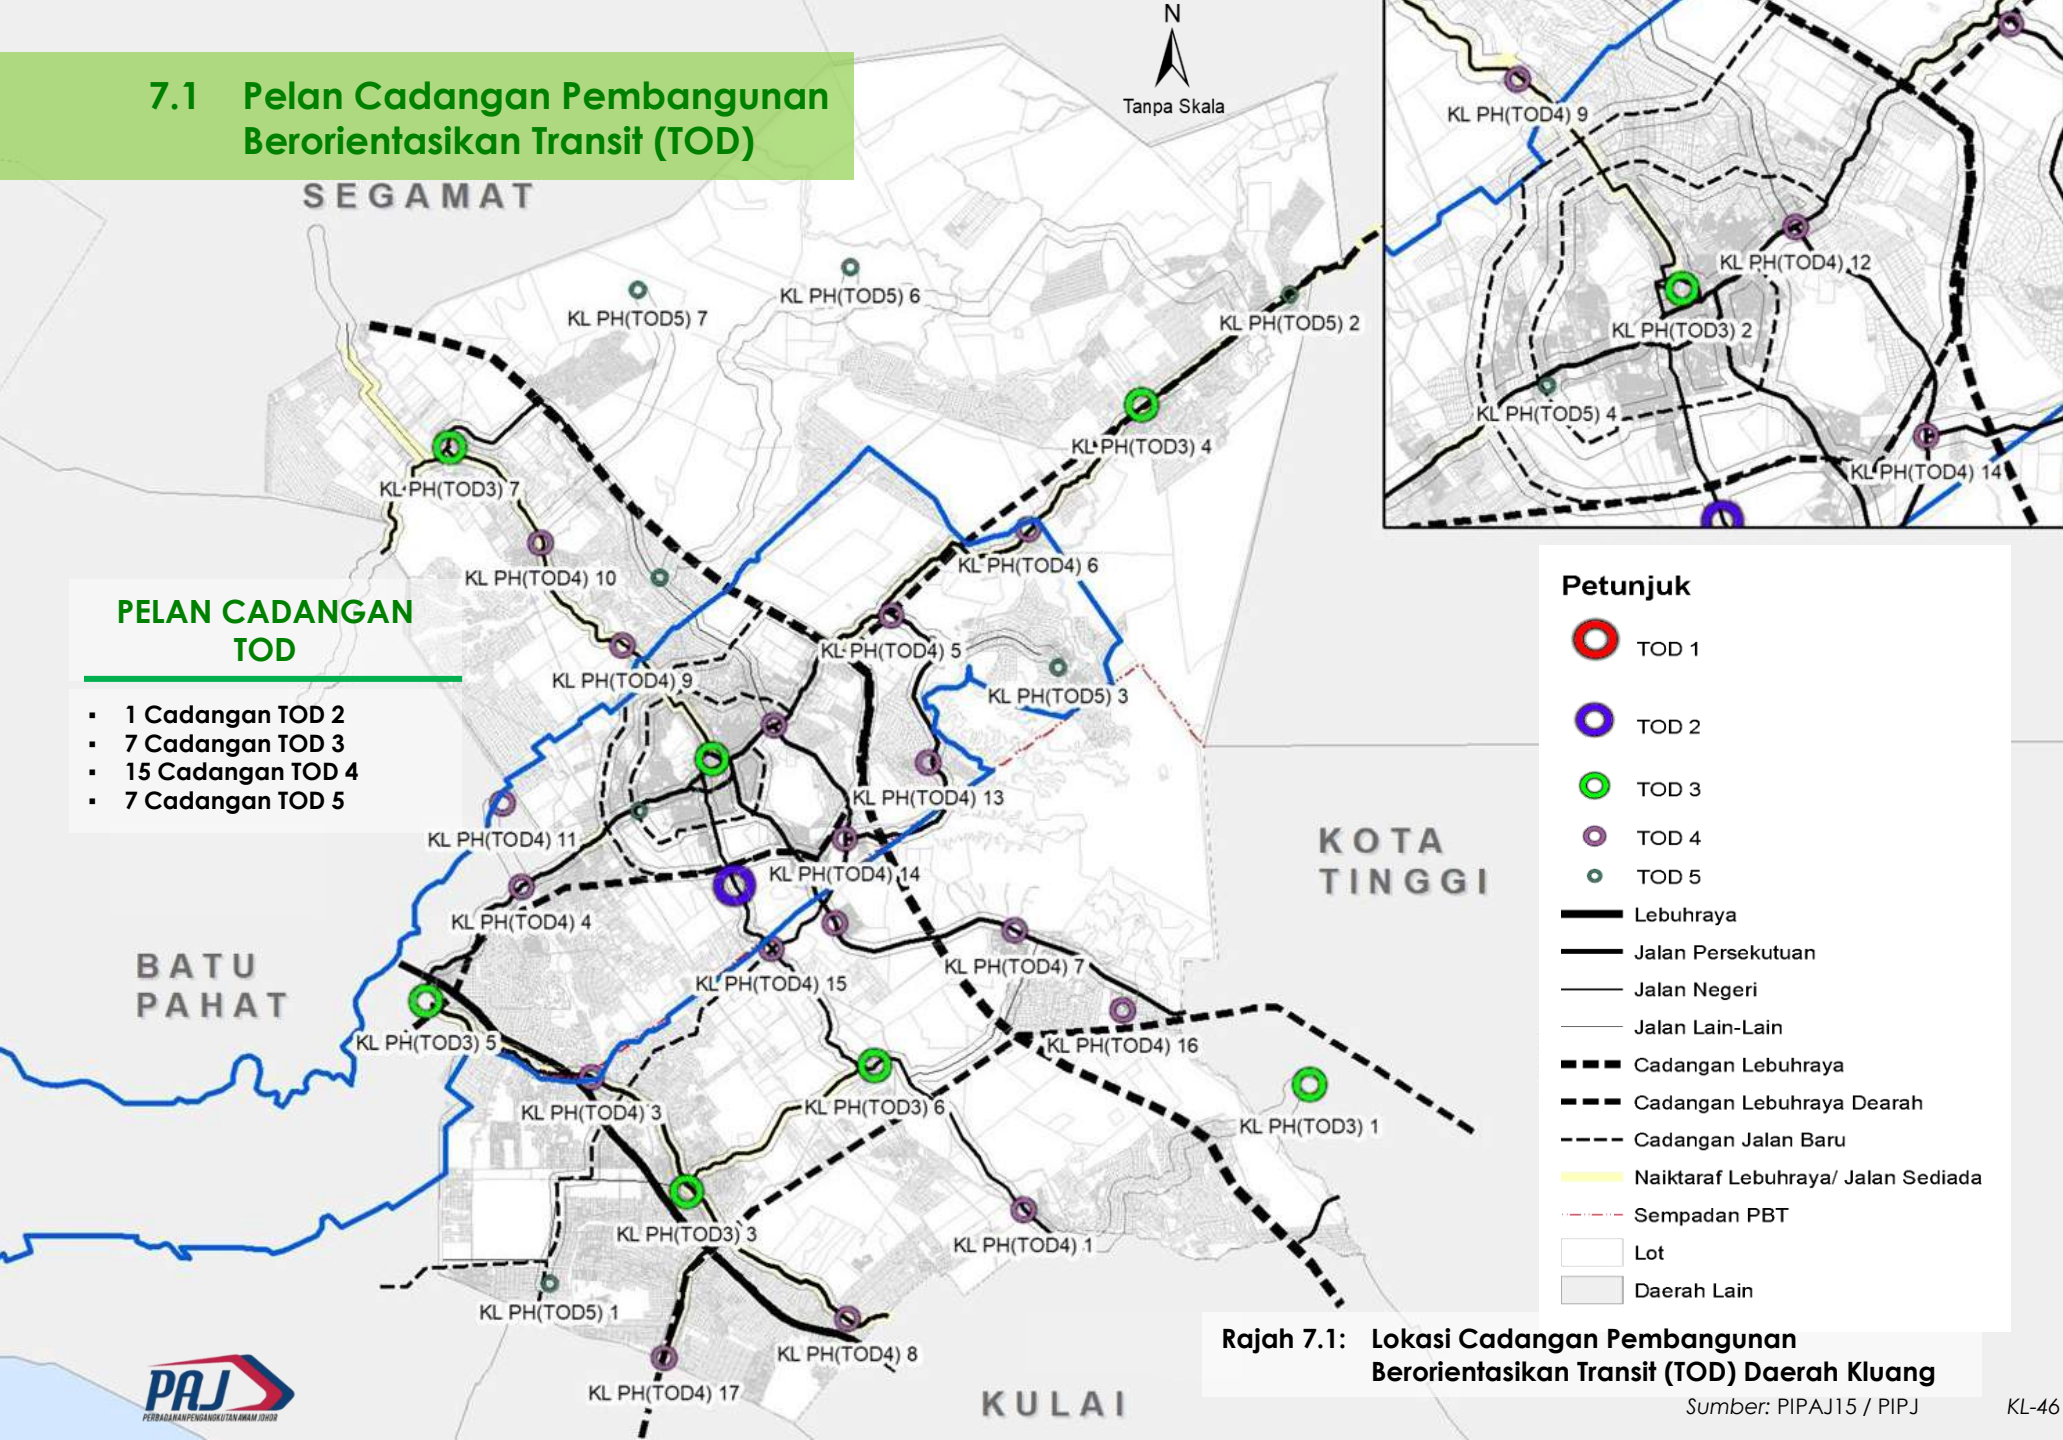 7.1 Pelan Cadangan Pembangunan
Berorientasikan Transit (TOD)
N
Tanpa Skala
SEGAMAT
KL PH(TOD5) 7
KL PH(TOD5) 6
KL PH(TOD5) 2
KL PH(TOD3) 4
KL PH(TOD3) 7
KL PH(TOD4) 10
KL PH(TOD4) 6
KL PH(TOD4) 5
KL PH(TOD4) 9
KL PH(TOD5) 3
KL PH(TOD4) 13
KL PH(TOD4) 11
KL PH(TOD4) 14
KL PH(TOD4) 4
KL PH(TOD4) 7
KL PH(TOD4) 15
KL PH(TOD3) 5
KL PH(TOD4) 16
KL PH(TOD4) 3
KL PH(TOD3) 6
KL PH(TOD3) 1
KL PH(TOD3) 3
KL PH(TOD4) 1
KL PH(TOD5) 1
KL PH(TOD4) 8
KL PH(TOD4) 17
BATU
PAHAT
KOTA
TINGGI
KULAI
PELAN CADANGAN
TOD
▪ 1 Cadangan TOD 2
▪ 7 Cadangan TOD 3
▪ 15 Cadangan TOD 4
▪ 7 Cadangan TOD 5
KL PH(TOD4) 9
KL PH(TOD4) 12
KL PH(TOD3) 2
KL PH(TOD5) 4
KL PH(TOD4) 14
Petunjuk
TOD 1
TOD 2
TOD 3
TOD 4
TOD 5
Lebuhraya
Jalan Persekutuan
Jalan Negeri
Jalan Lain-Lain
Cadangan Lebuhraya
Cadangan Lebuhraya Dearah
Cadangan Jalan Baru
Naiktaraf Lebuhraya/ Jalan Sediada
Sempadan PBT
Lot
Daerah Lain
Rajah 7.1: Lokasi Cadangan Pembangunan
Berorientasikan Transit (TOD) Daerah Kluang
Sumber: PIPAJ15 / PIPJ
KL-46
PAJ
PERBADANAN PENGANGKUTAN AWAM JOHOR